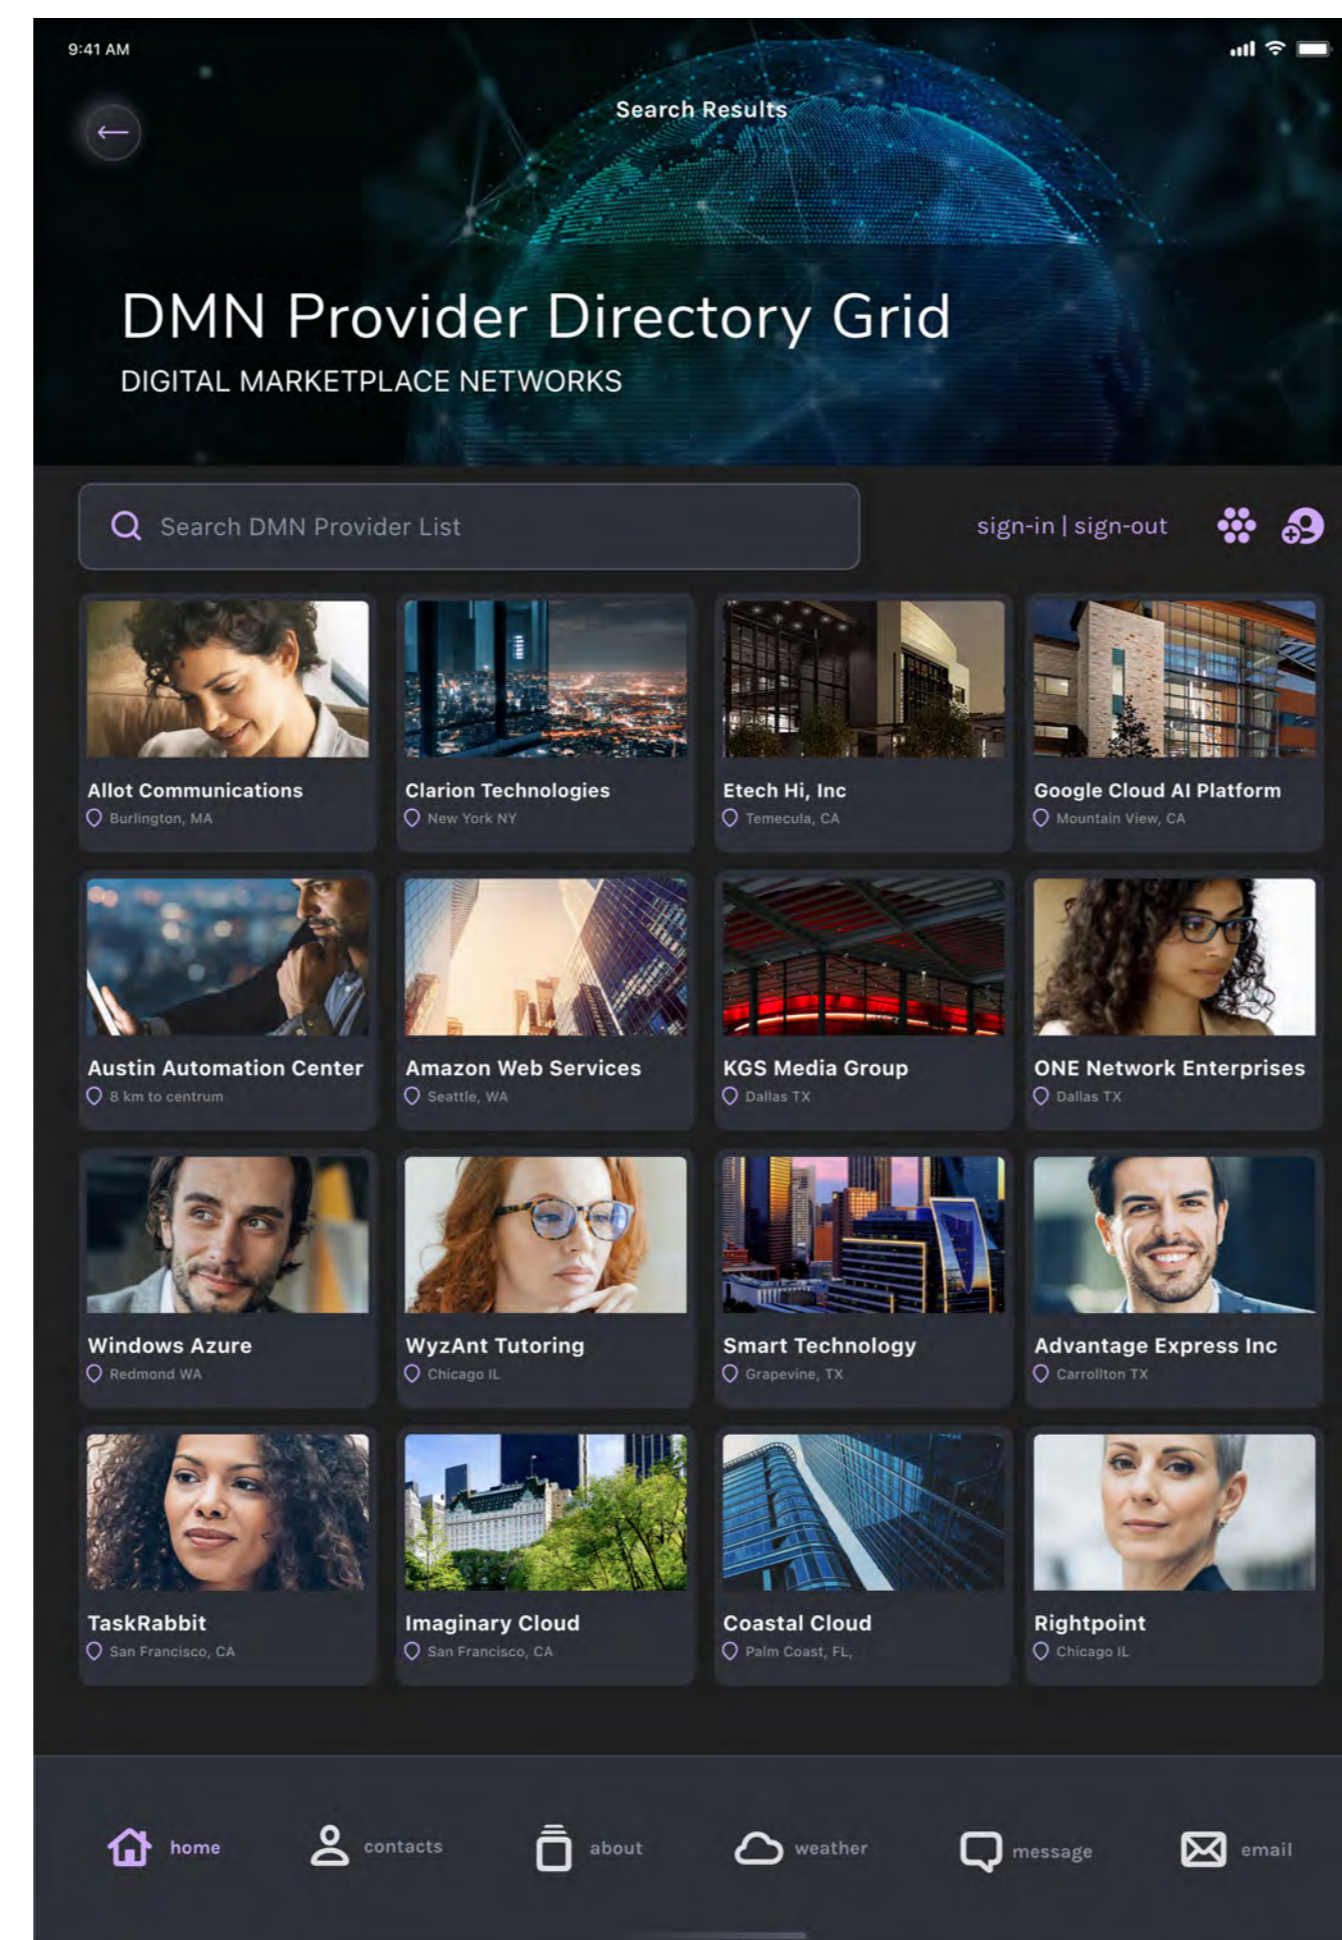 9:41 AM
Search Results
DMN Provider Directory Grid
DIGITAL MARKETPLACE NETWORKS
Search DMN Provider List
sign-in | sign-out
Allot Communications
Burlington, MA
Clarion Technologies
New York NY
Etech Hi, Inc
Temecula, CA
Google Cloud AI Platform
Mountain View, CA
Austin Automation Center
8 km to centrum
Amazon Web Services
Seattle, WA
KGS Media Group
Dallas TX
ONE Network Enterprises
Dallas TX
Windows Azure
Redmond WA
WyzAnt Tutoring
Chicago IL
Smart Technology
Grapevine, TX
Advantage Express Inc
Carrollton TX
TaskRabbit
San Francisco, CA
Imaginary Cloud
San Francisco, CA
Coastal Cloud
Palm Coast, FL,
Rightpoint
Chicago IL
home
contacts
about
weather
message
email